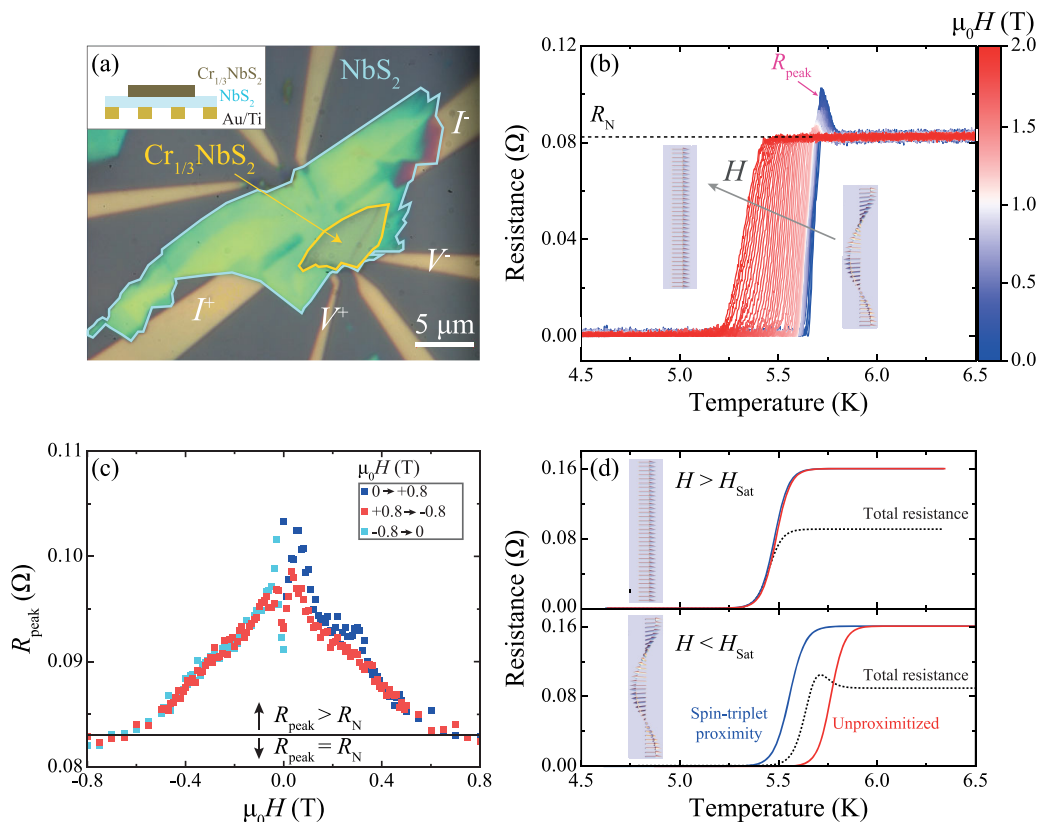 (a)
Cr1/3NbS2
NbS2
Au/Ti
NbS2
Cr1/3NbS2
I-
I+
V+
V-
5 μm
(b)
μ0H (T)
2.0
1.5
1.0
0.5
0.0
Rpeak
RN
H
0.12
0.08
0.04
0.00
Resistance (Ω)
4.5 5.0 5.5 6.0 6.5
Temperature (K)
(c)
μ0H (T)
0→+0.8
+0.8→-0.8
-0.8→0
0.11
0.10
0.09
0.08
Rpeak (Ω)
Rpeak > RN
Rpeak = RN
-0.8 -0.4 0.0 0.4 0.8
μ0H (T)
(d)
H > HSat
Total resistance
0.16
0.08
0.00
H < HSat
Total resistance
Spin-triplet
proximity
Unproximitized
0.16
0.08
0.00
Resistance (Ω)
4.5 5.0 5.5 6.0 6.5
Temperature (K)